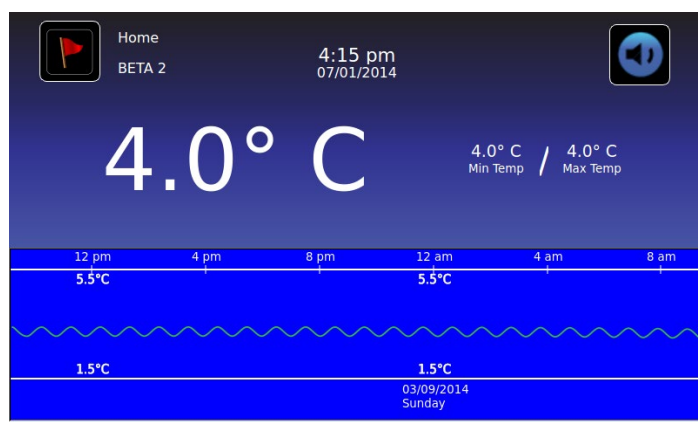 Home
BETA 2
4:15 pm
07/01/2014
4.0° C
4.0° C / 4.0° C
Min Temp Max Temp
12 pm 4 pm 8 pm 12 am 4 am 8 am
5.5°C 5.5°C
1.5°C 1.5°C
03/09/2014
Sunday